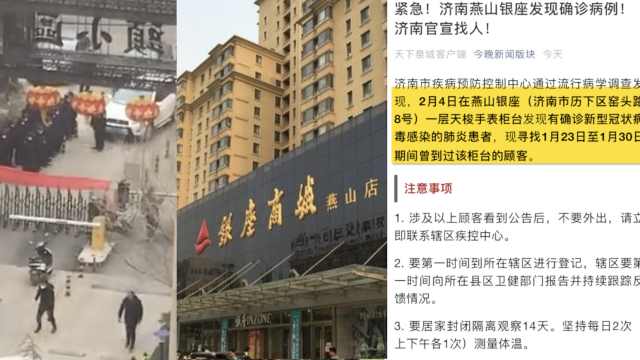 頭小區
銀座商城 燕山店
INZONE
紧急！济南燕山银座发现确诊病例！
济南官宣找人！
天下泉城客户端 今晚新闻版块 今天
济南市疾病预防控制中心通过流行病学调查发
现，2月4日在燕山银座（济南市历下区窑头路
8号）一层天梭手表柜台发现有确诊新型冠状病
毒感染的肺炎患者，现寻找1月23日至1月30日
期间曾到过该柜台的顾客。
注意事项
1. 涉及以上顾客看到公告后，不要外出，请立
即联系辖区疾控中心。
2. 要第一时间到所在辖区进行登记，辖区要第
一时间向所在县区卫健部门报告并持续跟踪反
馈情况。
3. 要居家封闭隔离观察14天。坚持每日2次（
上下午各1次）测量体温。